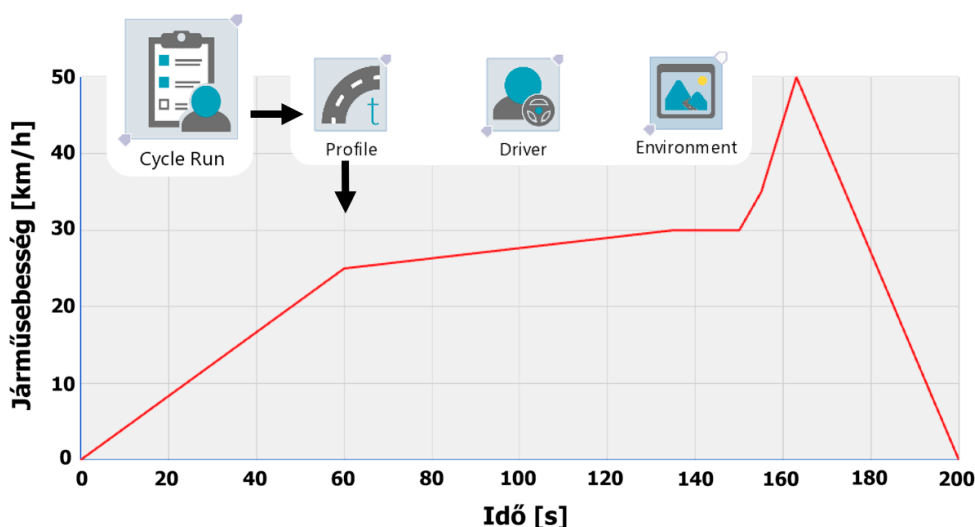 Cycle Run
Profile
t
Driver
Environment
Járműsebesség [km/h]
50
40
30
20
10
0
0 20 40 60 80 100 120 140 160 180 200
Idő [s]